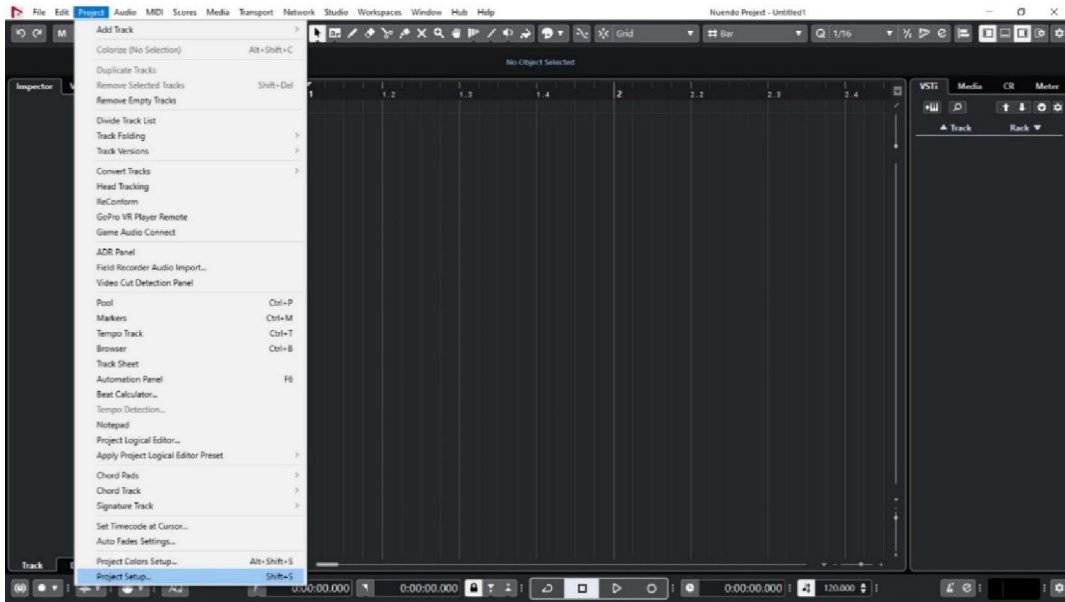 File Edit Project Audio MIDI Scores Media Transport Network Studio Workspaces Window Hub Help
Nuendo Project - Untitled1
M
Grid
Bar
Q 1/16
No Object Selected
Inspector V
Add Track
Colorize (No Selection) Alt+Shift+C
Duplicate Tracks
Remove Selected Tracks Shift+Del
Remove Empty Tracks
Divide Track List
Track Folding
Track Versions
Convert Tracks
Head Tracking
ReConform
GoPro VR Player Remote
Game Audio Connect
ADR Panel
Field Recorder Audio Import...
Video Cut Detection Panel
Pool Ctrl+P
Markers Ctrl+M
Tempo Track Ctrl+T
Browser Ctrl+B
Track Sheet
Automation Panel F6
Beat Calculator...
Tempo Detection...
Notepad
Project Logical Editor...
Apply Project Logical Editor Preset
Chord Pads
Chord Track
Signature Track
Set Timecode at Cursor...
Auto Fades Settings...
Project Colors Setup... Alt+Shift+S
Project Setup... Shift+S
1 1.2 1.3 1.4 2 2.2 2.3 2.4
VSTi Media CR Meter
Track Rack
Track E
0:00:00.000 0:00:00.000 0:00:00.000 120.000